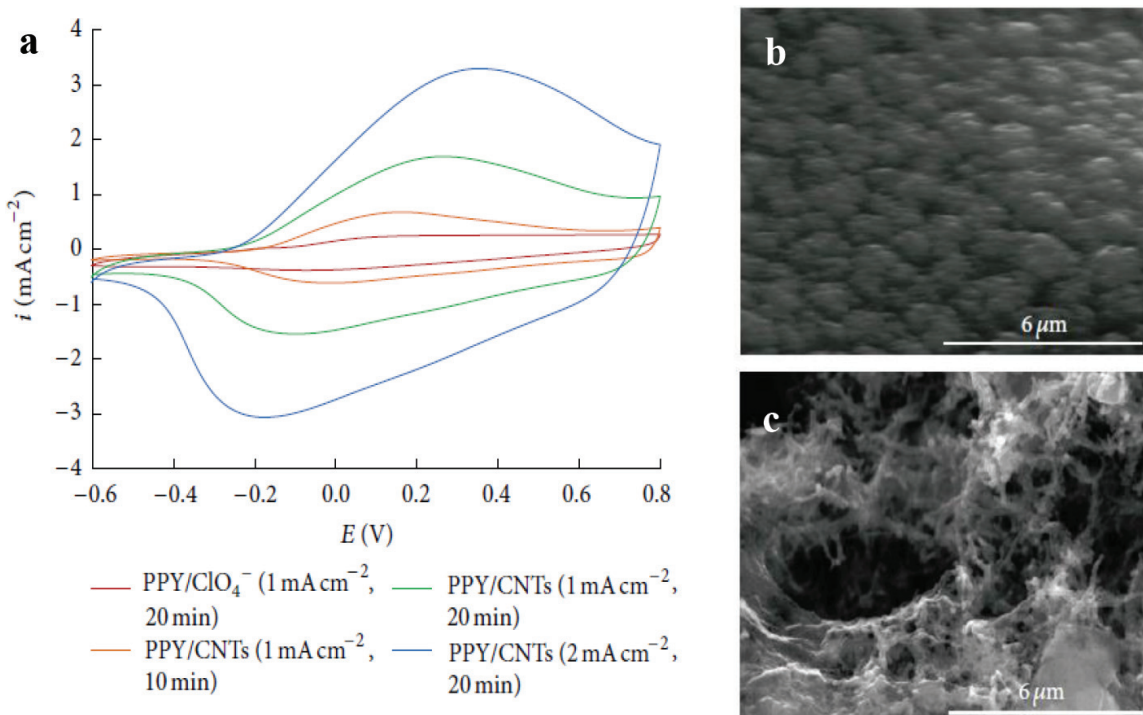 a
4
3
2
1
0
−1
−2
−3
−4
i (mA cm−2)
−0.6 −0.4 −0.2 0.0 0.2 0.4 0.6 0.8
E (V)
PPY/ClO4− (1 mA cm−2,
20 min)
PPY/CNTs (1 mA cm−2,
10 min)
PPY/CNTs (1 mA cm−2,
20 min)
PPY/CNTs (2 mA cm−2,
20 min)
b
6 μm
c
6 μm